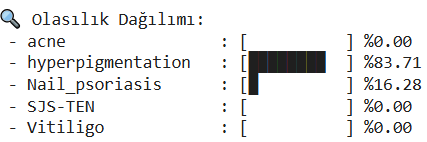 🔍 Olasılık Dağılımı:
- acne : [          ] %0.00
- hyperpigmentation : [████████  ] %83.71
- Nail_psoriasis : [█         ] %16.28
- SJS-TEN : [          ] %0.00
- Vitiligo : [          ] %0.00